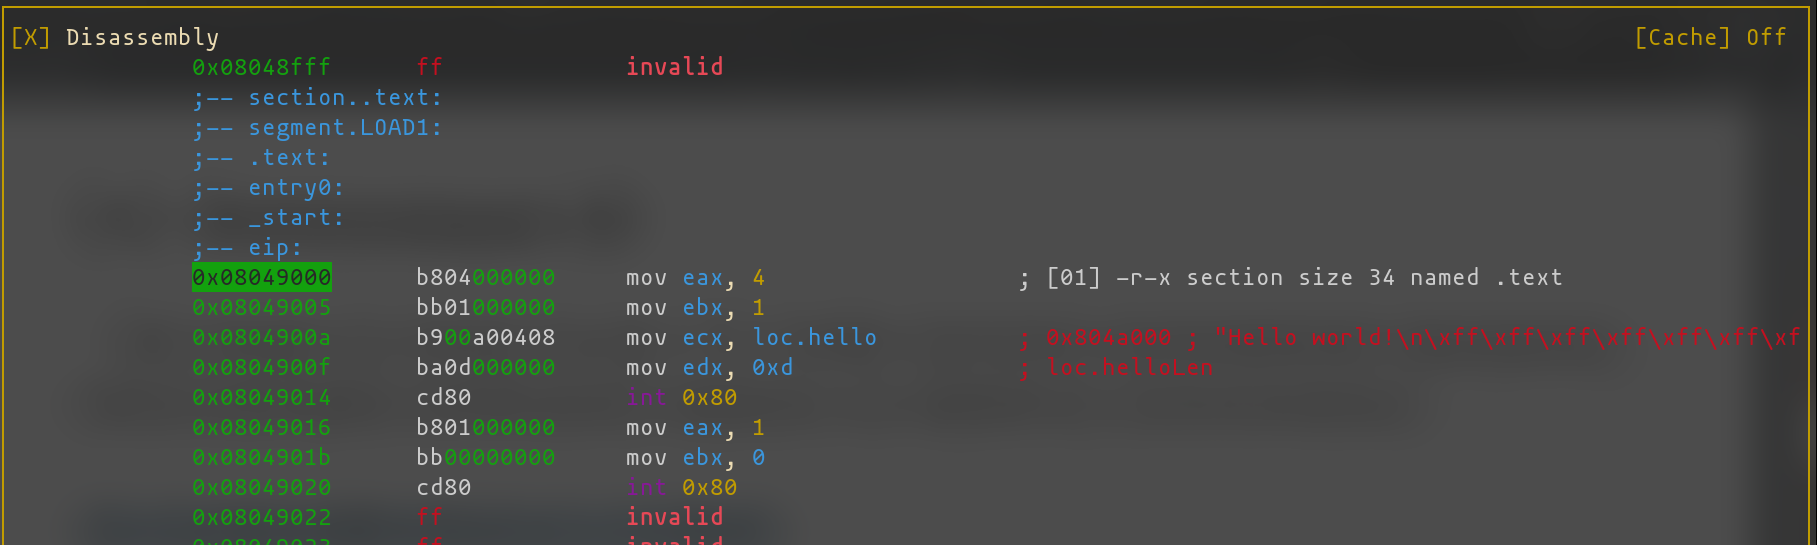 [X] Disassembly [Cache] Off
0x08048fff ff invalid
;-- section..text:
;-- segment.LOAD1:
;-- .text:
;-- entry0:
;-- _start:
;-- eip:
0x08049000 b804000000 mov eax, 4 ; [01] -r-x section size 34 named .text
0x08049005 bb01000000 mov ebx, 1
0x0804900a b900a00408 mov ecx, loc.hello ; 0x804a000 ; "Hello world!\n\xff\xff\xff\xff\xff\xff\xf
0x0804900f ba0d000000 mov edx, 0xd ; loc.helloLen
0x08049014 cd80 int 0x80
0x08049016 b801000000 mov eax, 1
0x0804901b bb00000000 mov ebx, 0
0x08049020 cd80 int 0x80
0x08049022 ff invalid
0x08049023 ff invalid